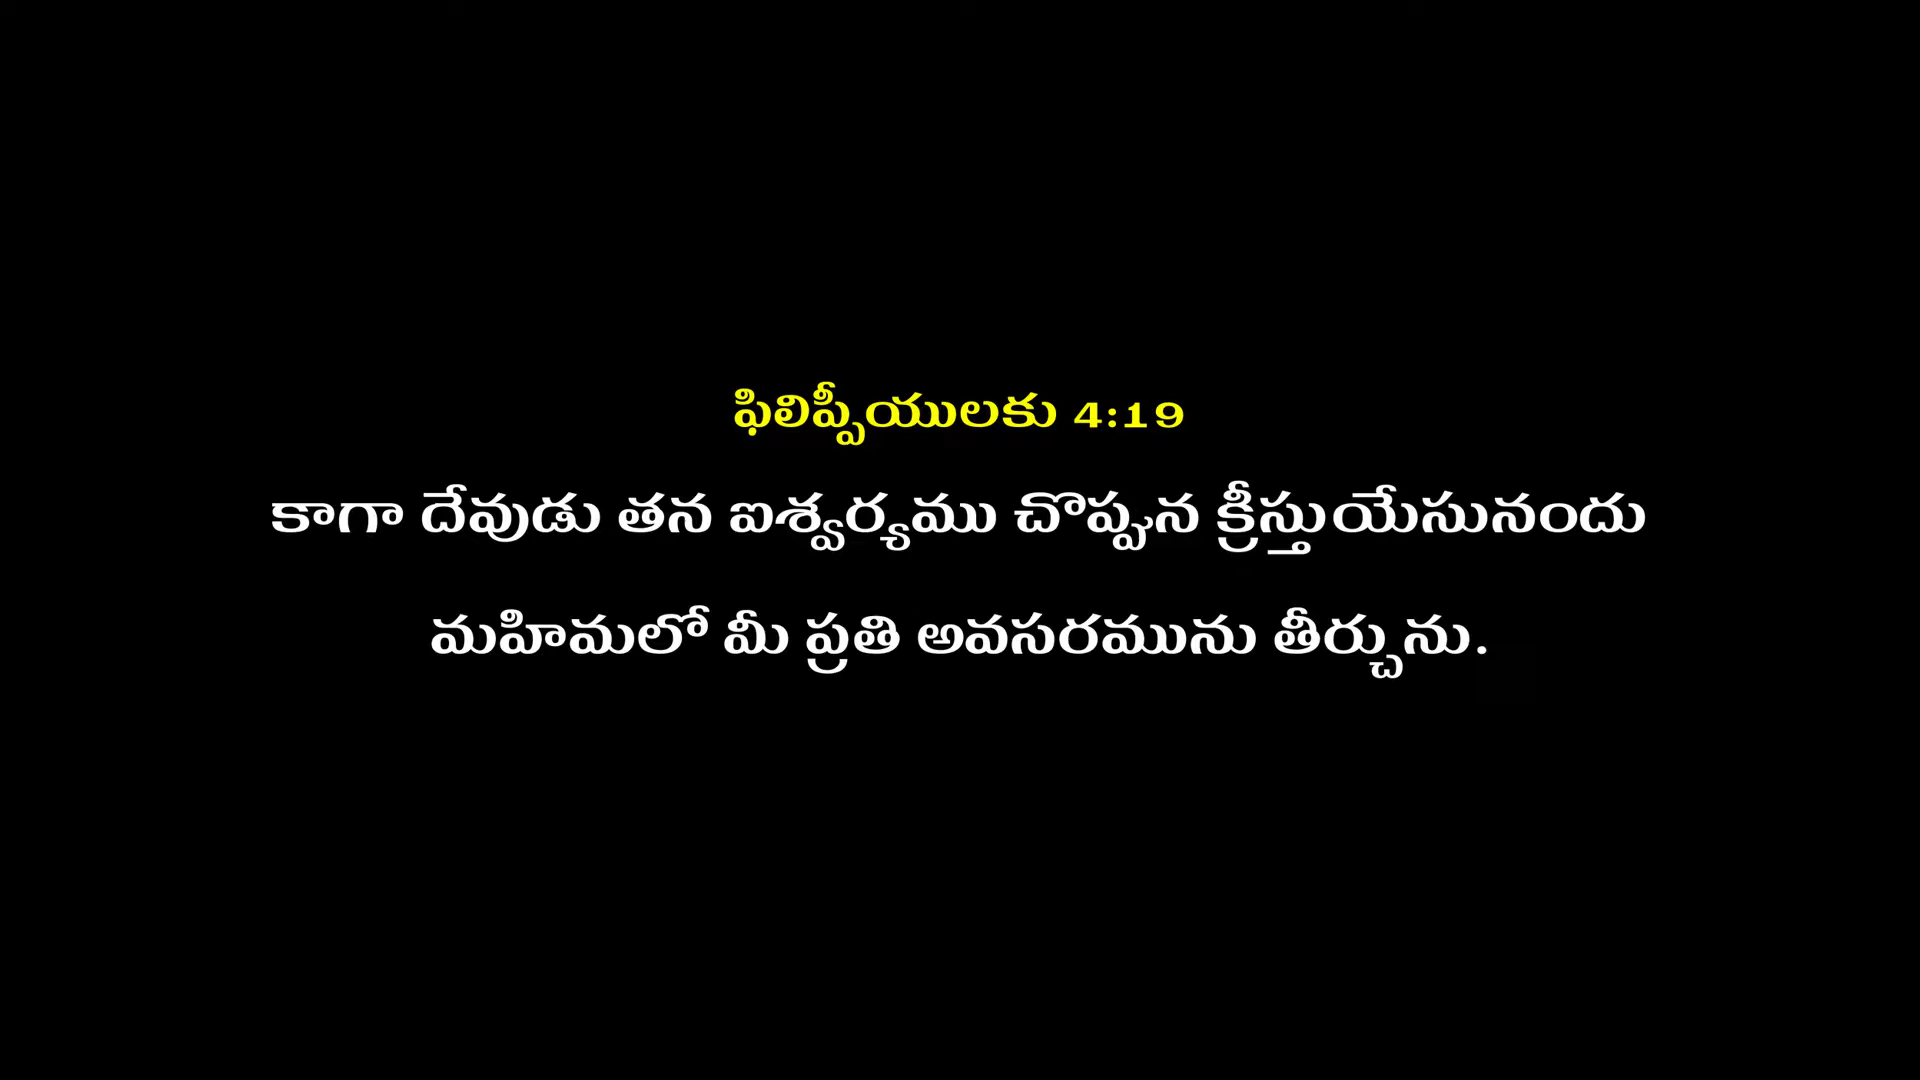 ఫిలిప్పీయులకు 4:19
కాగా దేవుడు తన ఐశ్వర్యము చొప్పున క్రీస్తుయేసునందు
మహిమలో మీ ప్రతి అవసరమును తీర్చును.